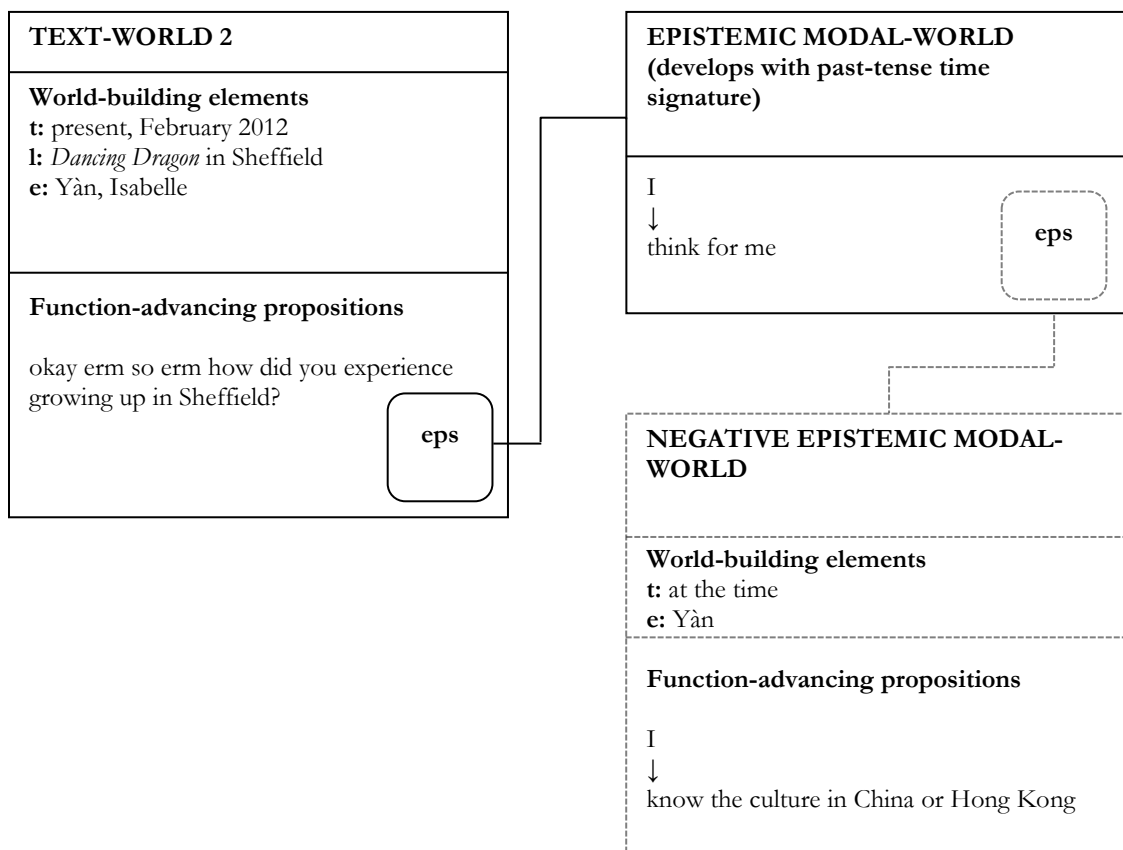 TEXT-WORLD 2
World-building elements
t: present, February 2012
l: Dancing Dragon in Sheffield
e: Yàn, Isabelle
Function-advancing propositions
okay erm so erm how did you experience
growing up in Sheffield?
eps
EPISTEMIC MODAL-WORLD
(develops with past-tense time
signature)
I
↓
think for me
eps
NEGATIVE EPISTEMIC MODAL-
WORLD
World-building elements
t: at the time
e: Yàn
Function-advancing propositions
I
↓
know the culture in China or Hong Kong